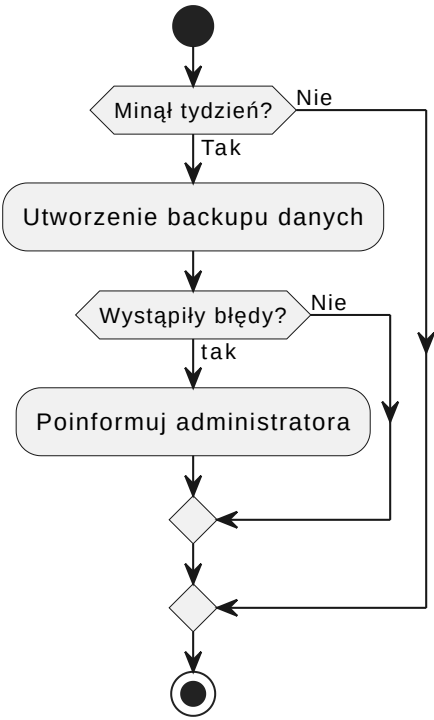 Minął tydzień?
Nie
Tak
Utworzenie backupu danych
Wystąpiły błędy?
Nie
tak
Poinformuj administratora